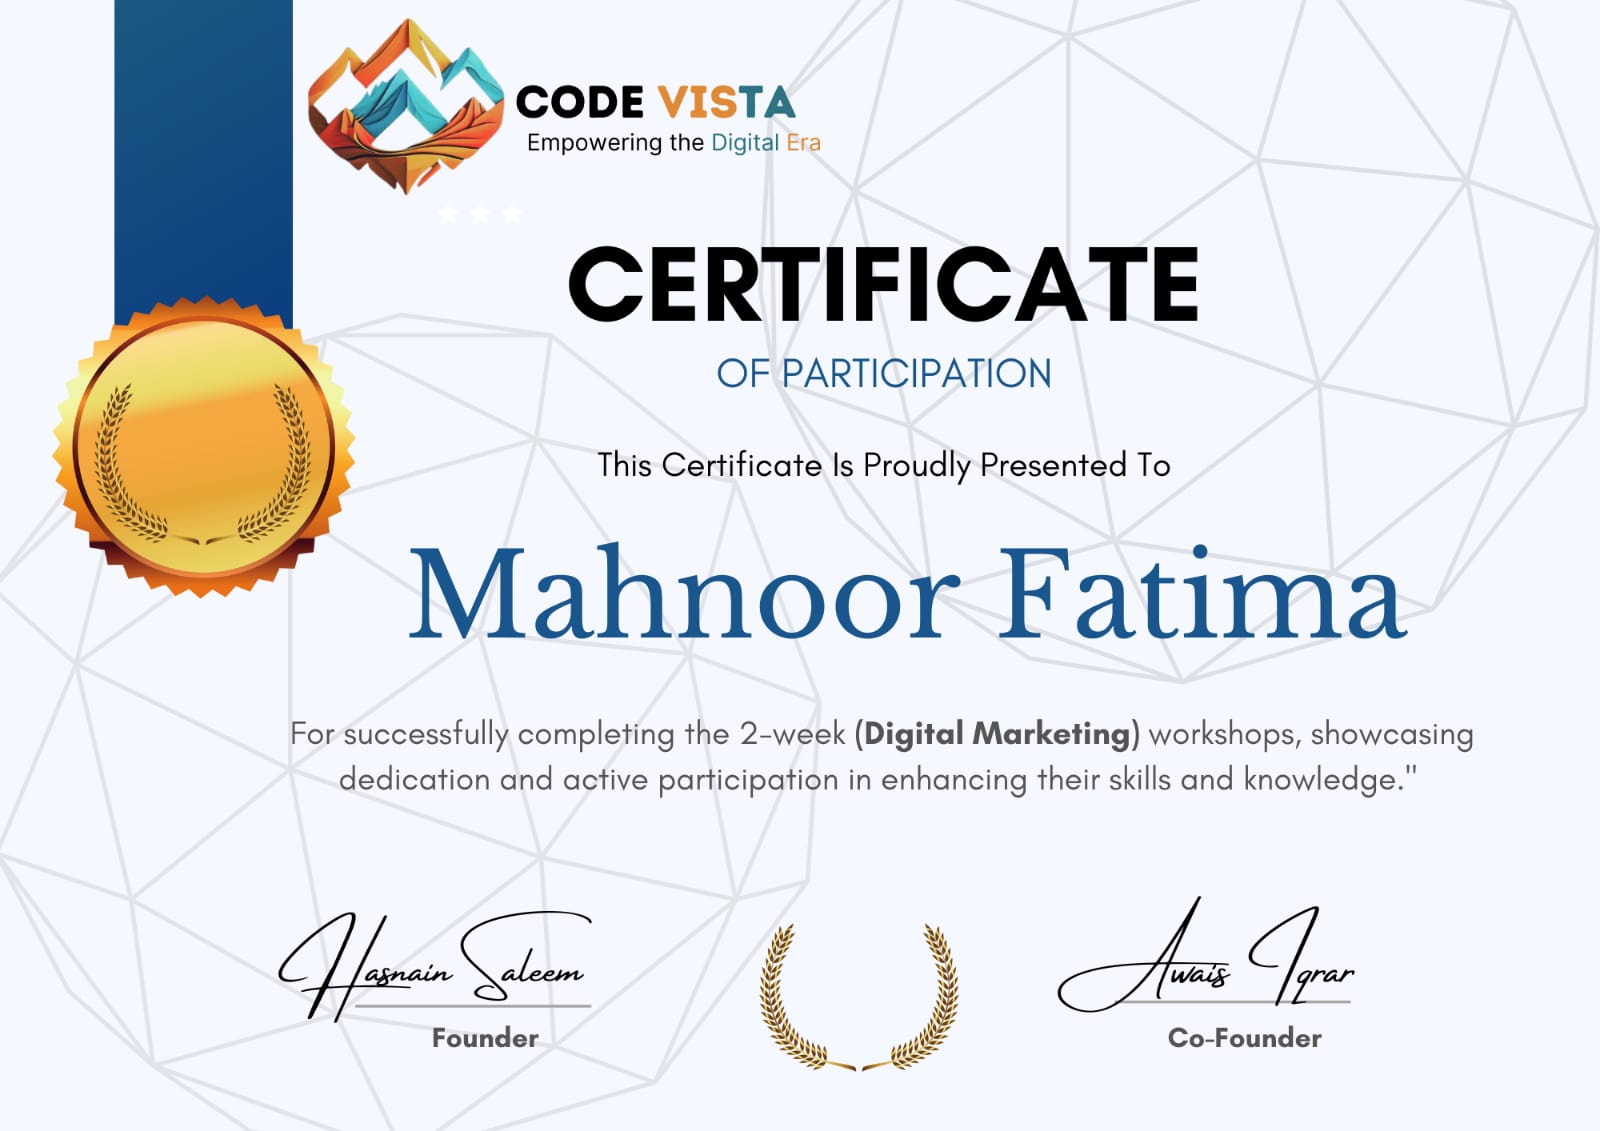 CODE VISTA
Empowering the Digital Era
CERTIFICATE
OF PARTICIPATION
This Certificate Is Proudly Presented To
Mahnoor Fatima
For successfully completing the 2-week (Digital Marketing) workshops, showcasing
dedication and active participation in enhancing their skills and knowledge."
Hasnain Saleem
Founder
Awais Iqrar
Co-Founder